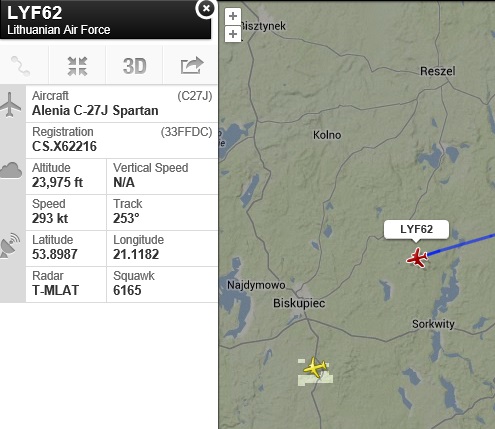 LYF62
Lithuanian Air Force
3D
Aircraft (C27J)
Alenia C-27J Spartan
Registration (33FFDC)
CS.X62216
Altitude Vertical Speed
23,975 ft N/A
Speed Track
293 kt 253°
Latitude Longitude
53.8987 21.1182
Radar Squawk
T-MLAT 6165
+
-
Bisztynek
Reszel
Kolno
LYF62
Najdymowo
Biskupiec
Sorkwity